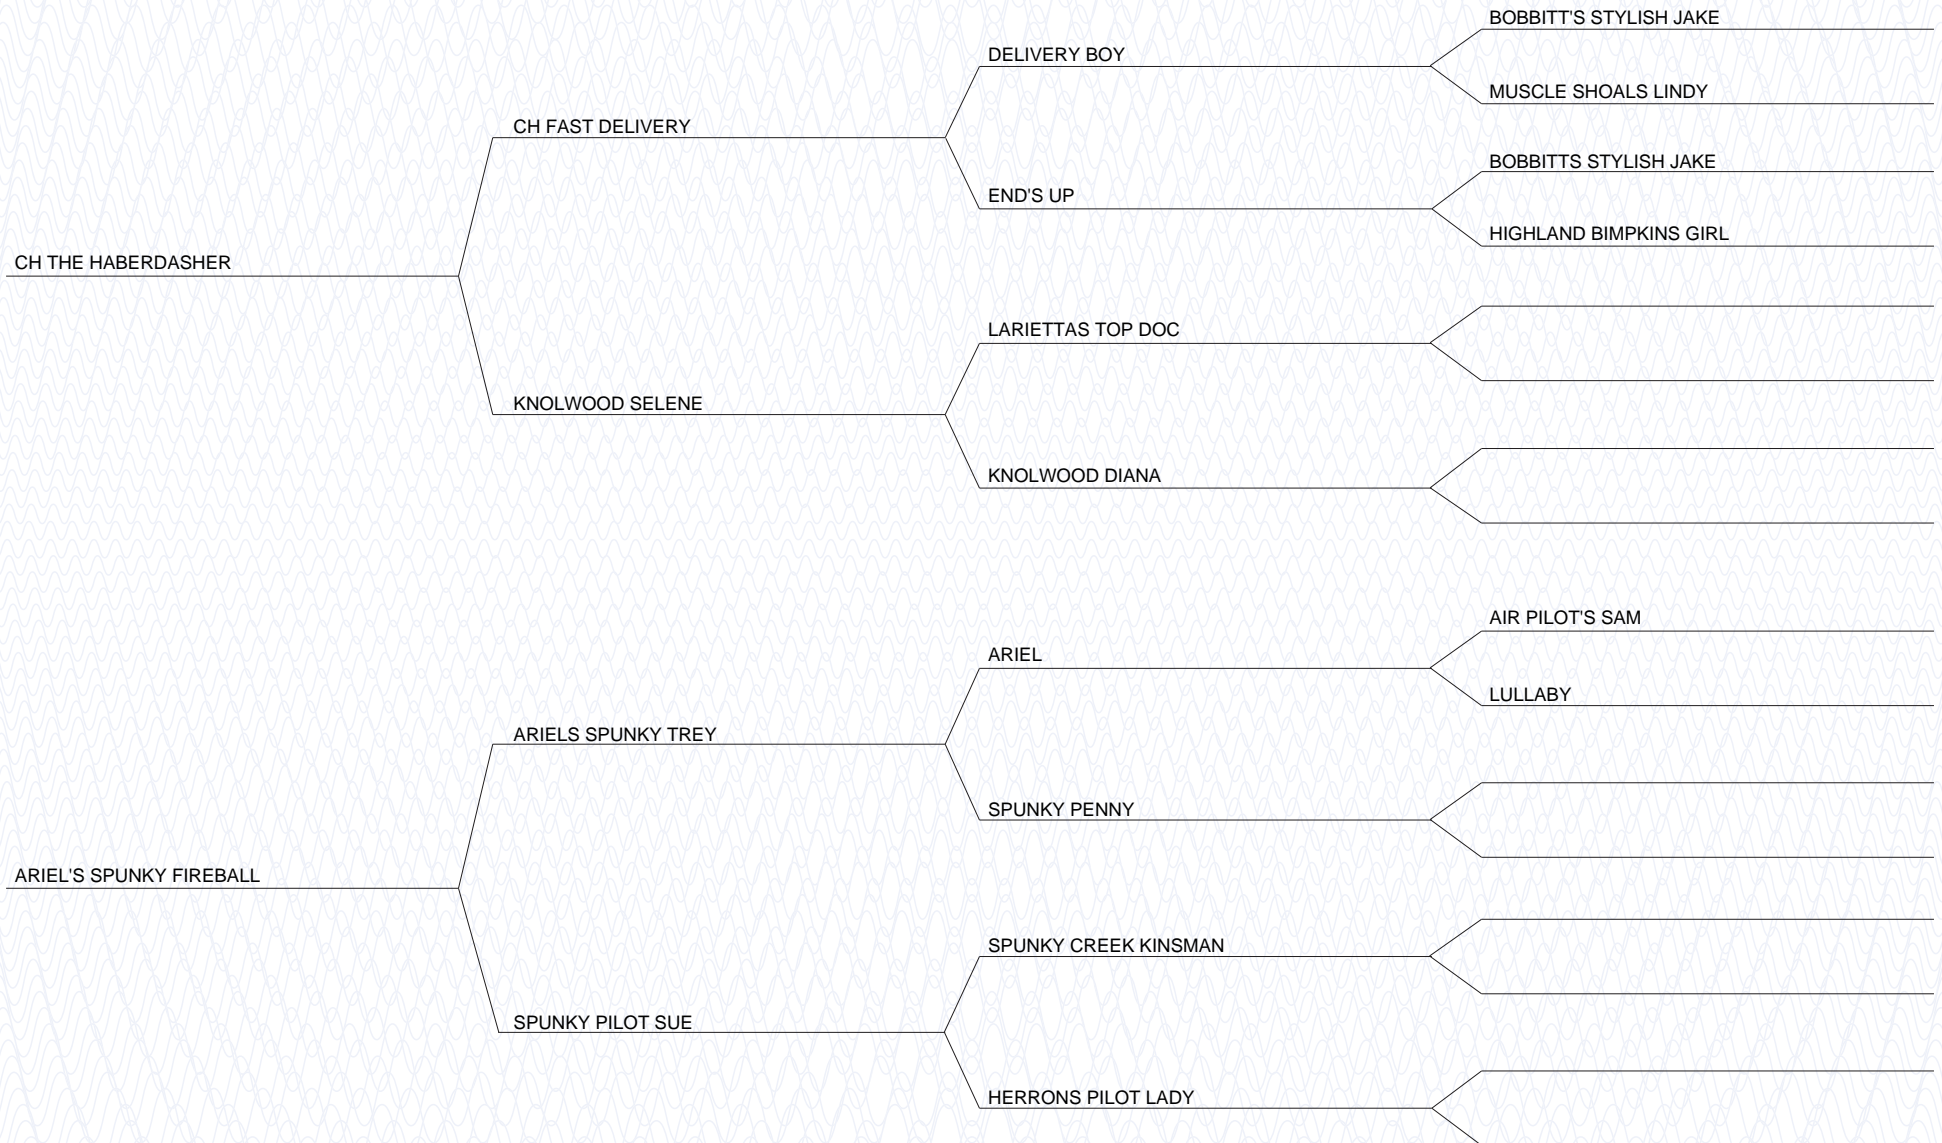 BOBBITT'S STYLISH JAKE
DELIVERY BOY
MUSCLE SHOALS LINDY
CH FAST DELIVERY
BOBBITTS STYLISH JAKE
END'S UP
HIGHLAND BIMPKINS GIRL
CH THE HABERDASHER
LARIETTAS TOP DOC
KNOLWOOD SELENE
KNOLWOOD DIANA
AIR PILOT'S SAM
ARIEL
LULLABY
ARIELS SPUNKY TREY
SPUNKY PENNY
ARIEL'S SPUNKY FIREBALL
SPUNKY CREEK KINSMAN
SPUNKY PILOT SUE
HERRONS PILOT LADY